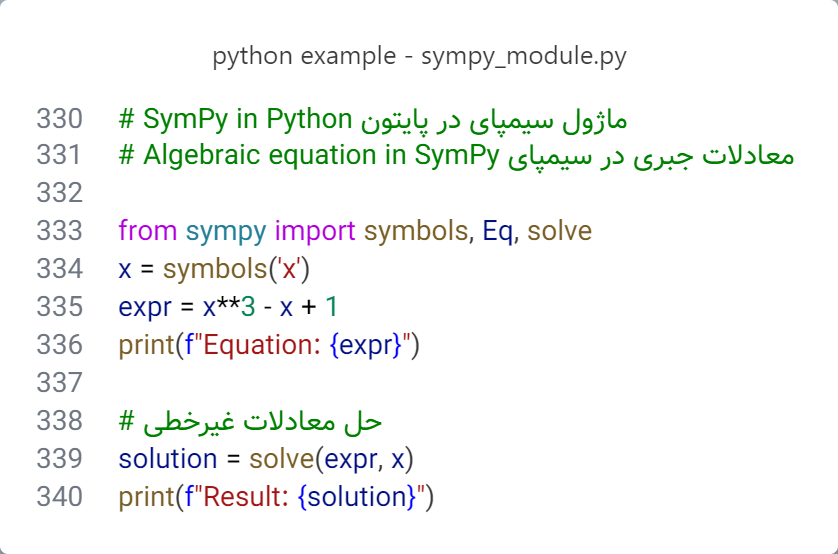 python example - sympy_module.py
330 # SymPy in Python ماژول سیمپای در پایتون
331 # Algebraic equation in SymPy معادلات جبری در سیمپای
332
333 from sympy import symbols, Eq, solve
334 x = symbols('x')
335 expr = x**3 - x + 1
336 print(f"Equation: {expr}")
337
338 # حل معادلات غیرخطی
339 solution = solve(expr, x)
340 print(f"Result: {solution}")